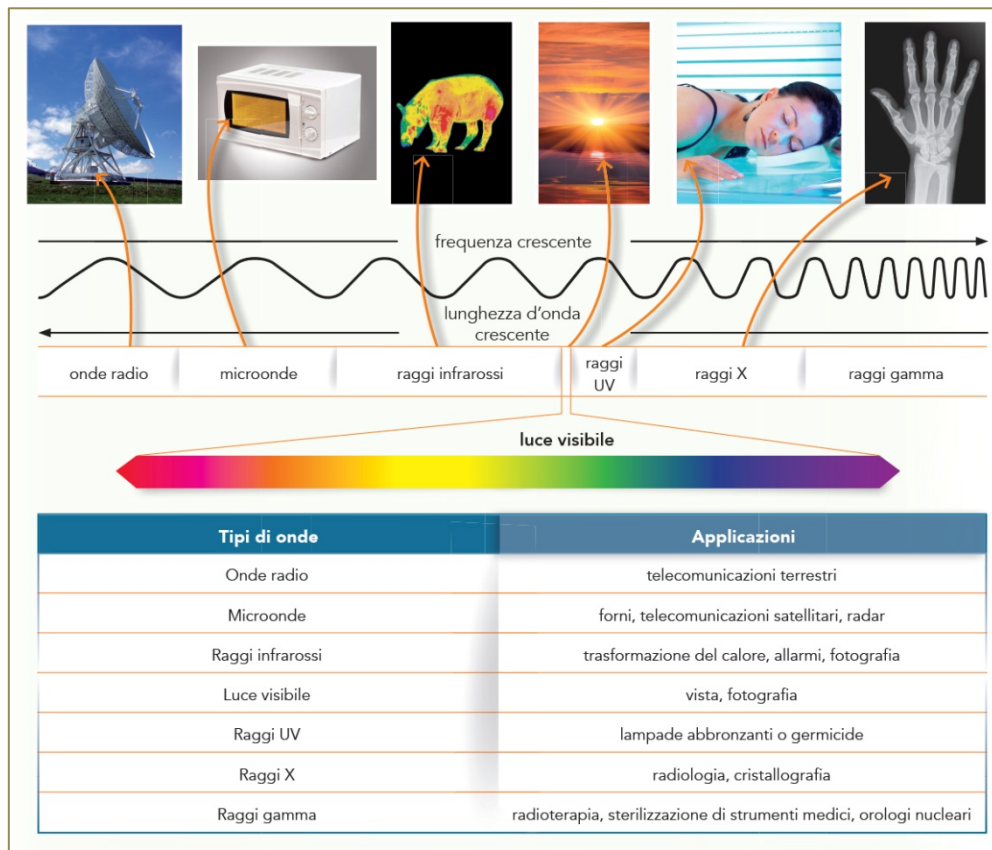 frequenza crescente
lunghezza d'onda
crescente
onde radio
microonde
raggi infrarossi
raggi
UV
raggi X
raggi gamma
luce visibile
Tipi di onde Applicazioni
Onde radio telecomunicazioni terrestri
Microonde forni, telecomunicazioni satellitari, radar
Raggi infrarossi trasformazione del calore, allarmi, fotografia
Luce visibile vista, fotografia
Raggi UV lampade abbronzanti o germicide
Raggi X radiologia, cristallografia
Raggi gamma radioterapia, sterilizzazione di strumenti medici, orologi nucleari